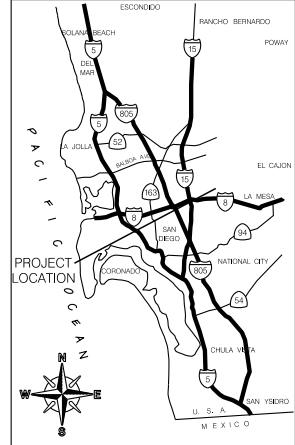 ESCONDIDO
RANCHO BERNARDO
SOLANA BEACH
5
15
POWAY
DEL
MAR
805
5
52
LA JOLLA
BALBOA AVE
EL CAJON
15
163
8
LA MESA
8
SAN
DIEGO
94
PACIFIC OCEAN
PROJECT
LOCATION
CORONADO
805
NATIONAL CITY
54
CHULA VISTA
5
SAN YSIDRO
U. S. A.
MEXICO
N
W
E
S